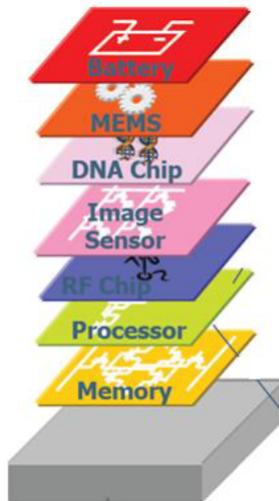 Battery
MEMS
DNA Chip
Image
Sensor
RF Chip
Processor
Memory